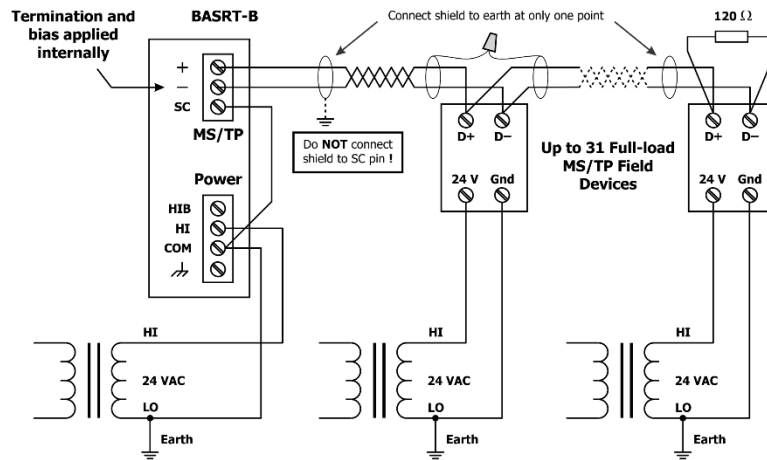 Termination and
bias applied
internally
BASRT-B
Connect shield to earth at only one point
120 Ω
+
−
SC
MS/TP
Do NOT connect
shield to SC pin !
D+
D−
Up to 31 Full-load
MS/TP Field
Devices
D+
D−
Power
24 V
Gnd
24 V
Gnd
HIB
HI
COM
HI
24 VAC
LO
Earth
HI
24 VAC
LO
Earth
HI
24 VAC
LO
Earth